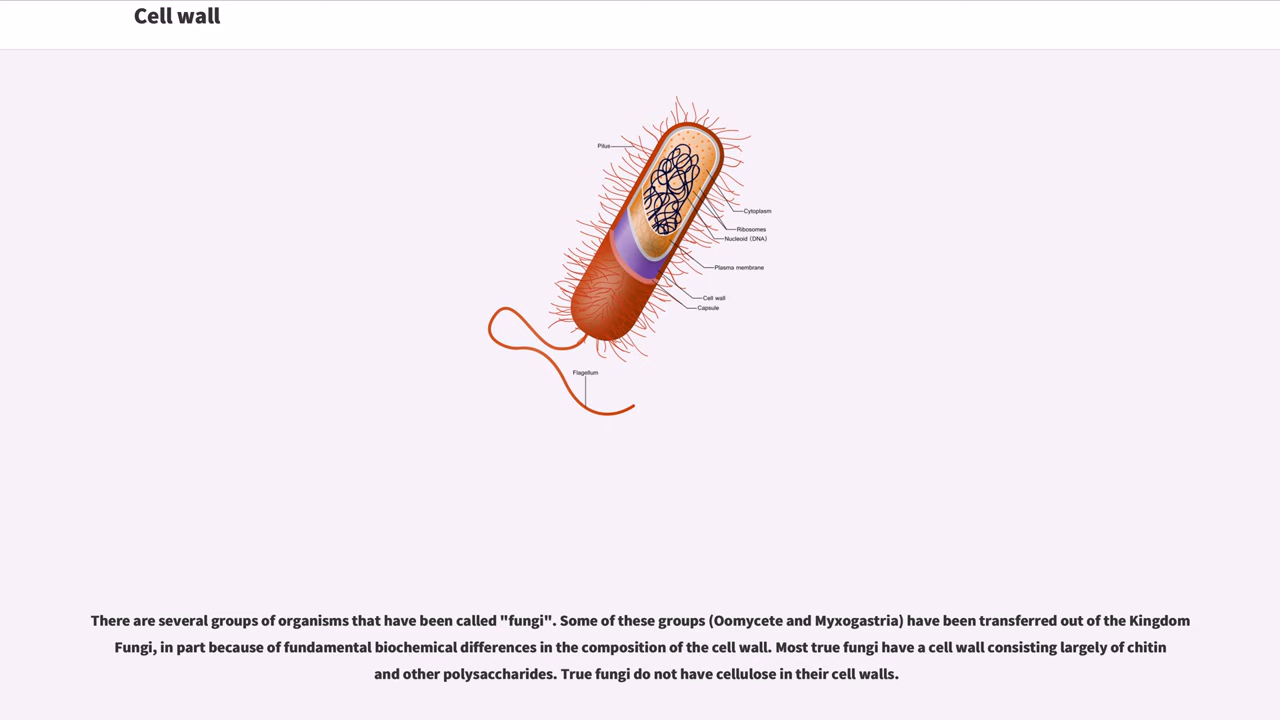 Cell wall
Pilus
Cytoplasm
Ribosomes
Nucleoid (DNA)
Plasma membrane
Cell wall
Capsule
Flagellum
There are several groups of organisms that have been called "fungi". Some of these groups (Oomycete and Myxogastria) have been transferred out of the Kingdom
Fungi, in part because of fundamental biochemical differences in the composition of the cell wall. Most true fungi have a cell wall consisting largely of chitin
and other polysaccharides. True fungi do not have cellulose in their cell walls.